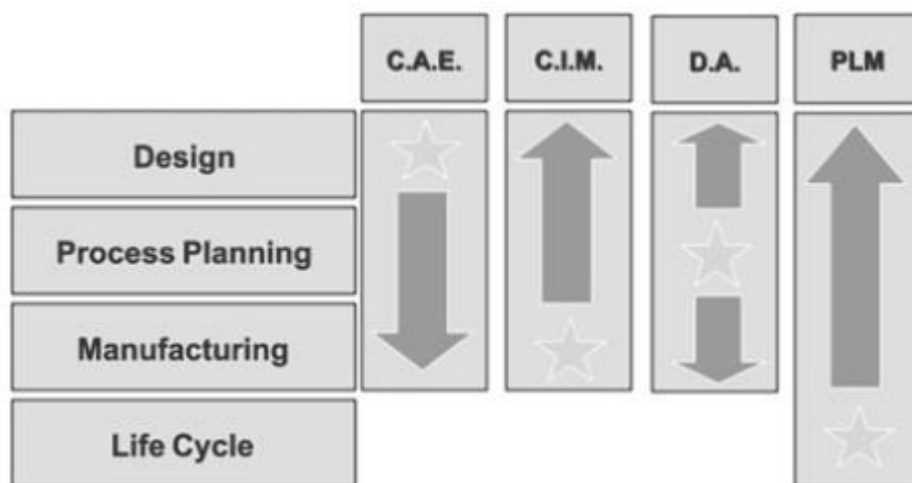 C.A.E.
C.I.M.
D.A.
PLM
Design
Process Planning
Manufacturing
Life Cycle